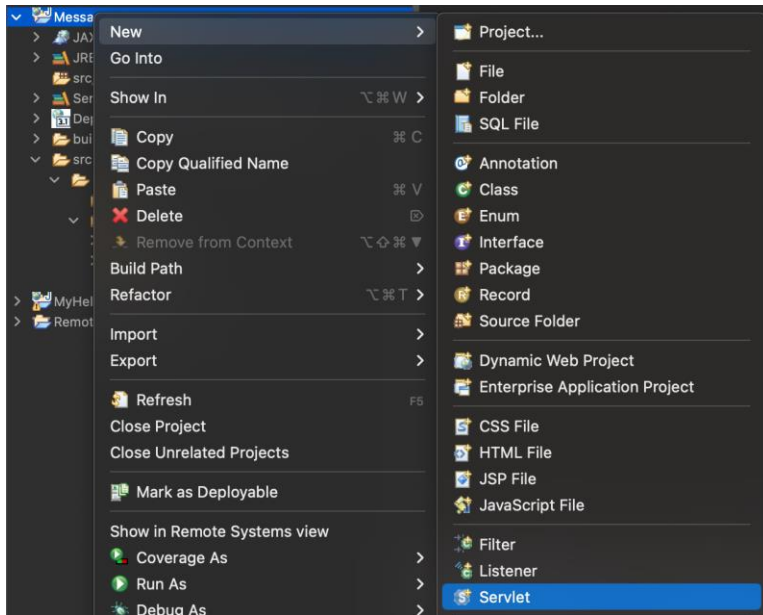 Messa
JAX
JRE
src
Ser
Dep
bui
src
MyHel
Remot
New
Go Into
Show In ⌥⌘W
Copy ⌘C
Copy Qualified Name
Paste ⌘V
Delete ⌦
Remove from Context ⌥⇧⌘▼
Build Path
Refactor ⌥⌘T
Import
Export
Refresh F5
Close Project
Close Unrelated Projects
Mark as Deployable
Show in Remote Systems view
Coverage As
Run As
Debug As
Project...
File
Folder
SQL File
Annotation
Class
Enum
Interface
Package
Record
Source Folder
Dynamic Web Project
Enterprise Application Project
CSS File
HTML File
JSP File
JavaScript File
Filter
Listener
Servlet